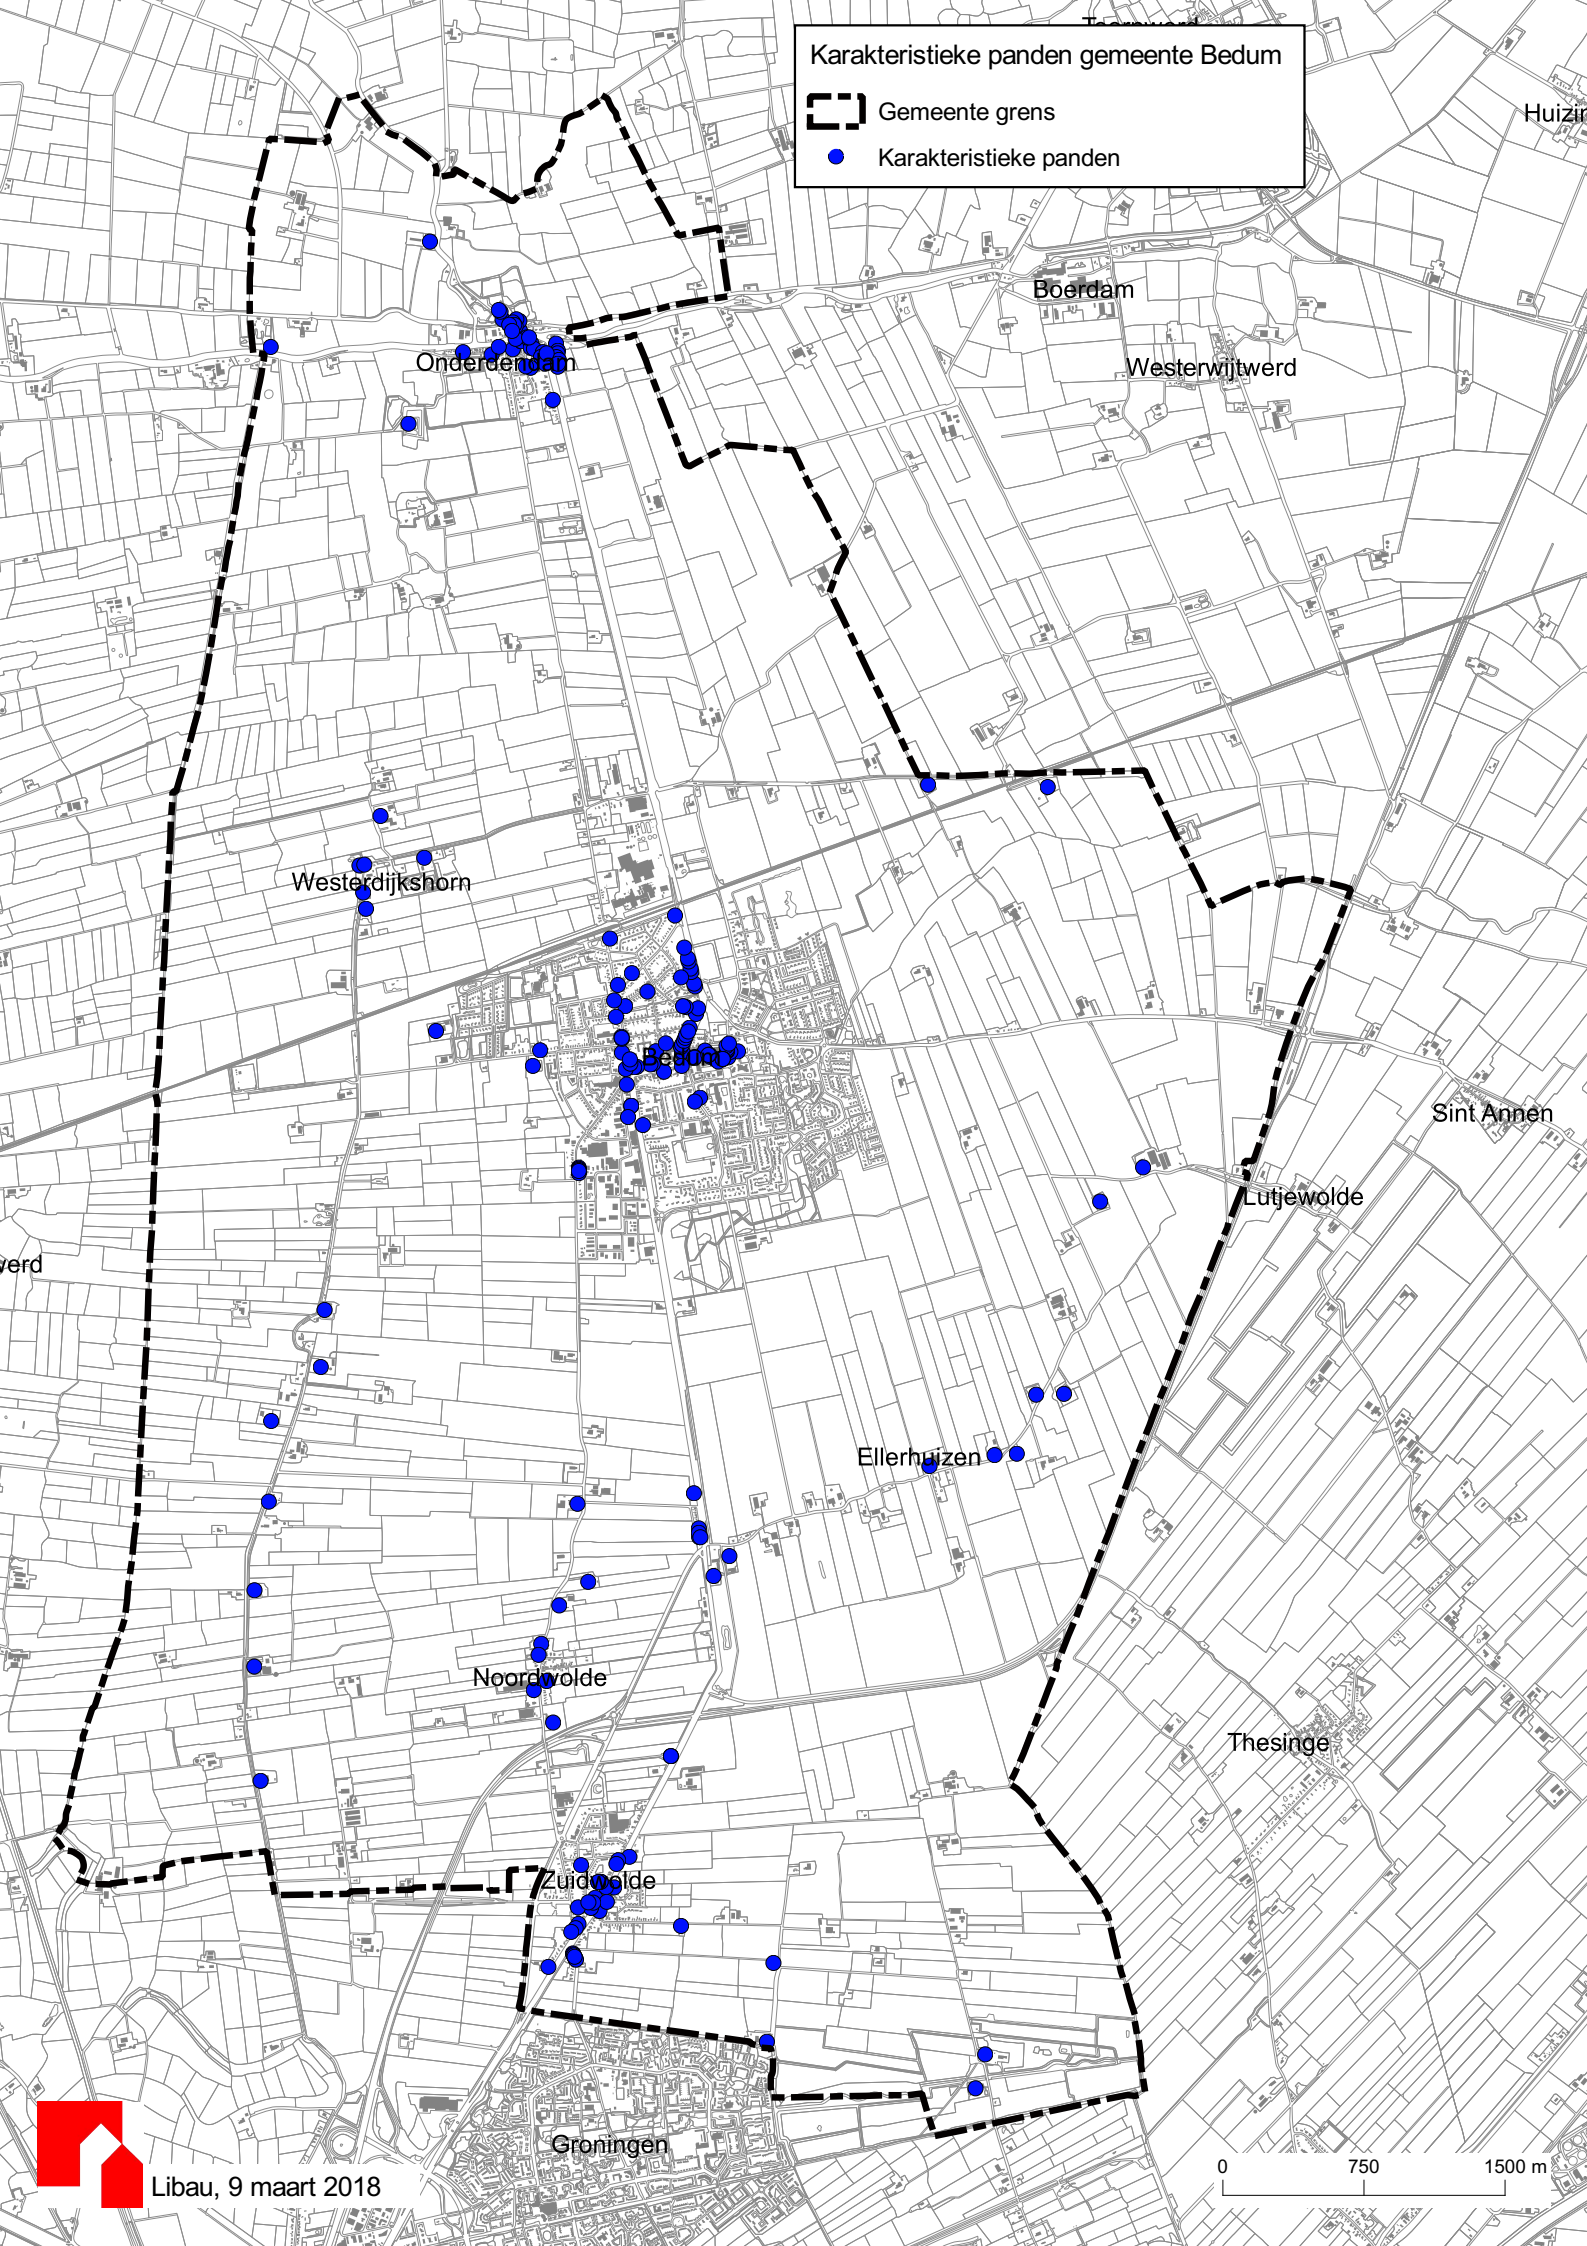 Karakteristieke panden gemeente Bedum
Gemeente grens
Karakteristieke panden
Huizin
Boerdam
Onderdendam
Westerwijtwerd
Westerdijkshorn
Bedum
Sint Annen
Lutjewolde
verd
Ellerhuizen
Noordwolde
Thesinge
Zuidwolde
Groningen
0 750 1500 m
Libau, 9 maart 2018